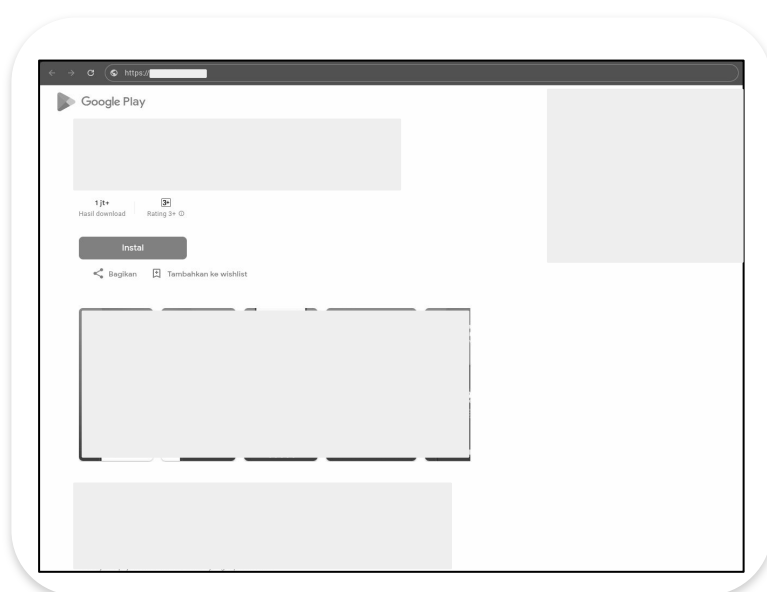 https://
Google Play
1 jt+
Hasil download
3+
Rating 3+
Instal
Bagikan
Tambahkan ke wishlist